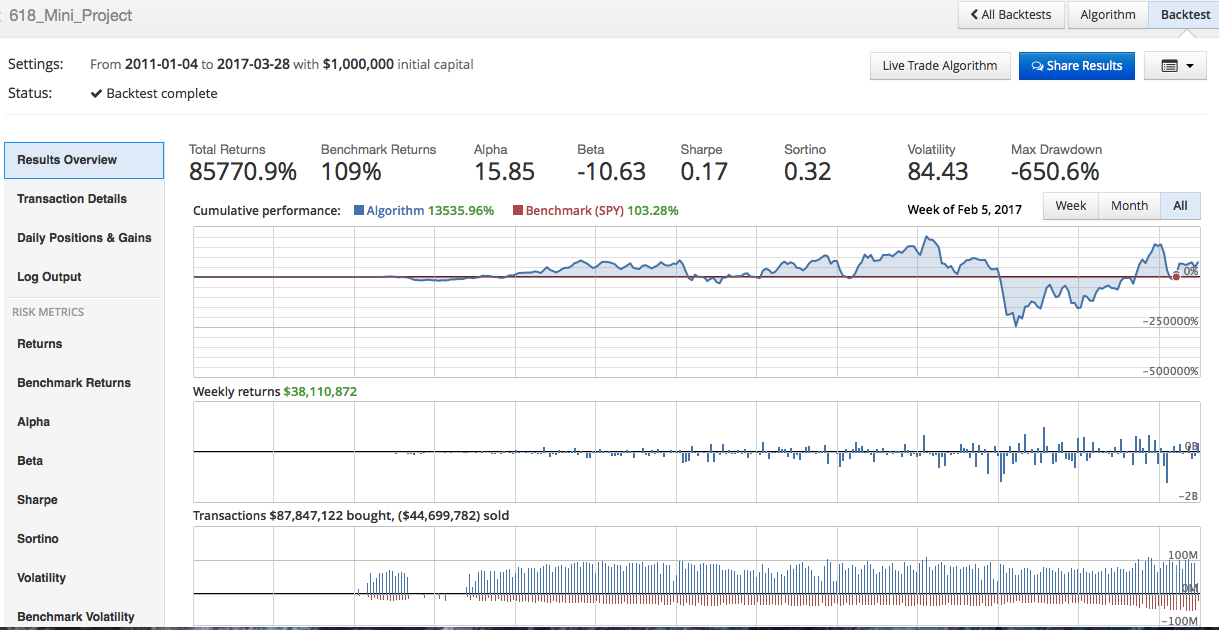 618_Mini_Project
All Backtests Algorithm Backtest
Settings: From 2011-01-04 to 2017-03-28 with $1,000,000 initial capital
Live Trade Algorithm Share Results
Status: Backtest complete
Results Overview
Transaction Details
Daily Positions & Gains
Log Output
RISK METRICS
Returns
Benchmark Returns
Alpha
Beta
Sharpe
Sortino
Volatility
Benchmark Volatility
Total Returns Benchmark Returns Alpha Beta Sharpe Sortino Volatility Max Drawdown
85770.9% 109% 15.85 -10.63 0.17 0.32 84.43 -650.6%
Cumulative performance: Algorithm 13535.96% Benchmark (SPY) 103.28% Week of Feb 5, 2017 Week Month All
0%
−250000%
−500000%
Weekly returns $38,110,872
0B
−2B
Transactions $87,847,122 bought, ($44,699,782) sold
100M
0M
−100M